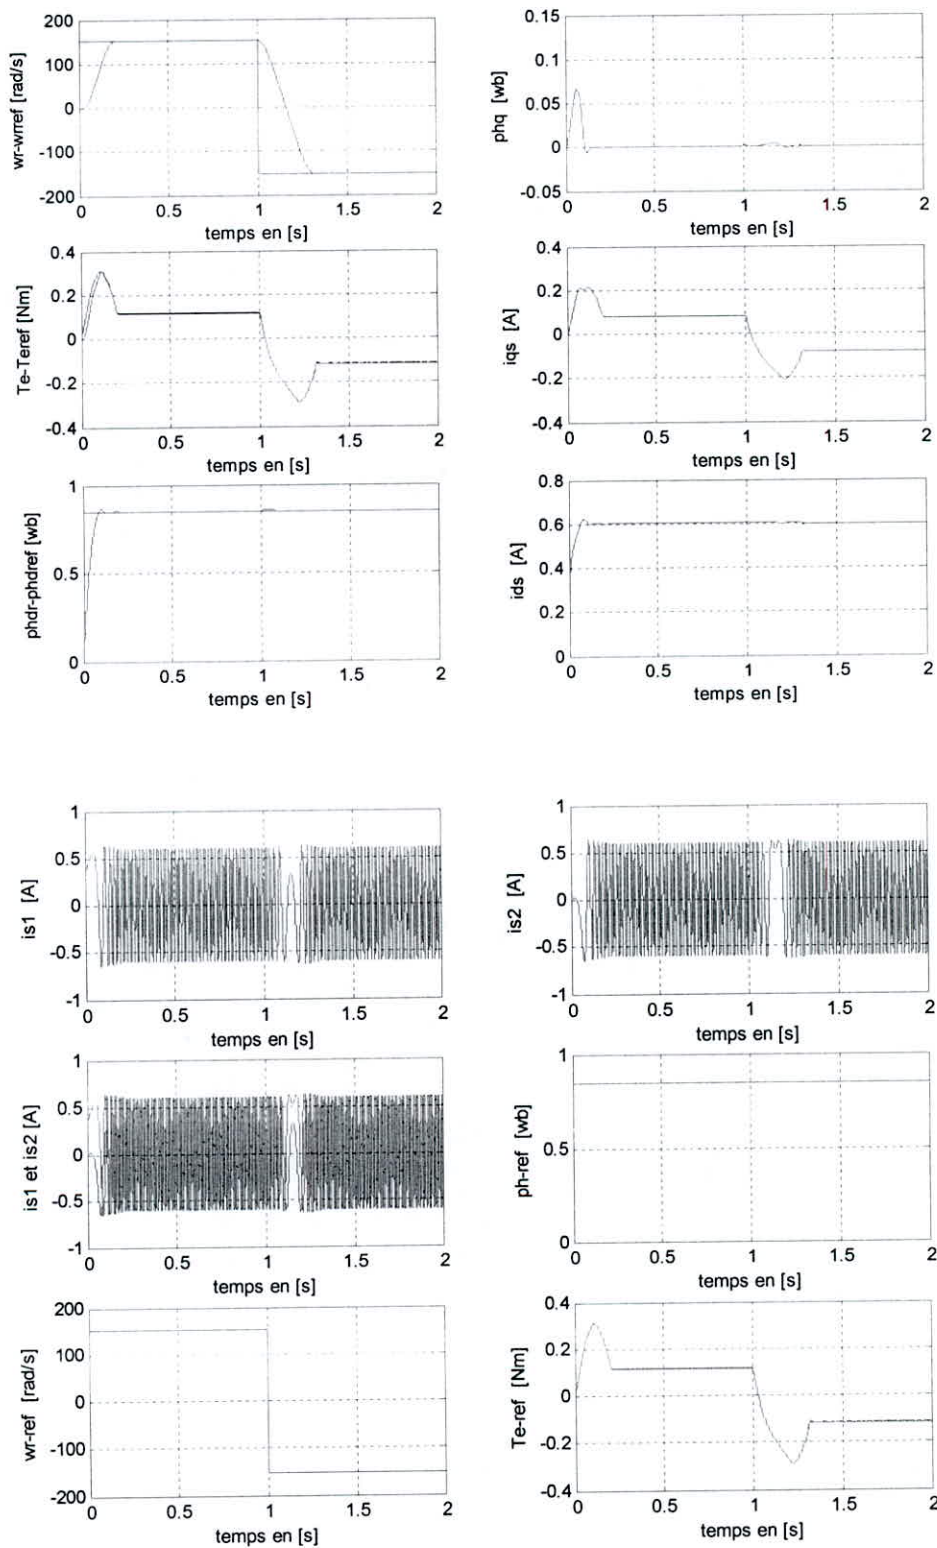 wr-wrref [rad/s]
200
100
0
-100
-200
0 0.5 1 1.5 2
temps en [s]
phq [wb]
0.15
0.1
0.05
0
-0.05
0 0.5 1 1.5 2
temps en [s]
Te-Teref [Nm]
0.4
0.2
0
-0.2
-0.4
0 0.5 1 1.5 2
temps en [s]
iqs [A]
0.4
0.2
0
-0.2
-0.4
0 0.5 1 1.5 2
temps en [s]
phdr-phdref [wb]
1
0.5
0
0 0.5 1 1.5 2
temps en [s]
ids [A]
0.8
0.6
0.4
0.2
0
0 0.5 1 1.5 2
temps en [s]
is1 [A]
1
0.5
0
-0.5
-1
0 0.5 1 1.5 2
temps en [s]
is2 [A]
1
0.5
0
-0.5
-1
0 0.5 1 1.5 2
temps en [s]
is1 et is2 [A]
1
0.5
0
-0.5
-1
0 0.5 1 1.5 2
temps en [s]
ph-ref [wb]
1
0.5
0
0 0.5 1 1.5 2
temps en [s]
wr-ref [rad/s]
200
100
0
-100
-200
0 0.5 1 1.5 2
temps en [s]
Te-ref [Nm]
0.4
0.2
0
-0.2
-0.4
0 0.5 1 1.5 2
temps en [s]